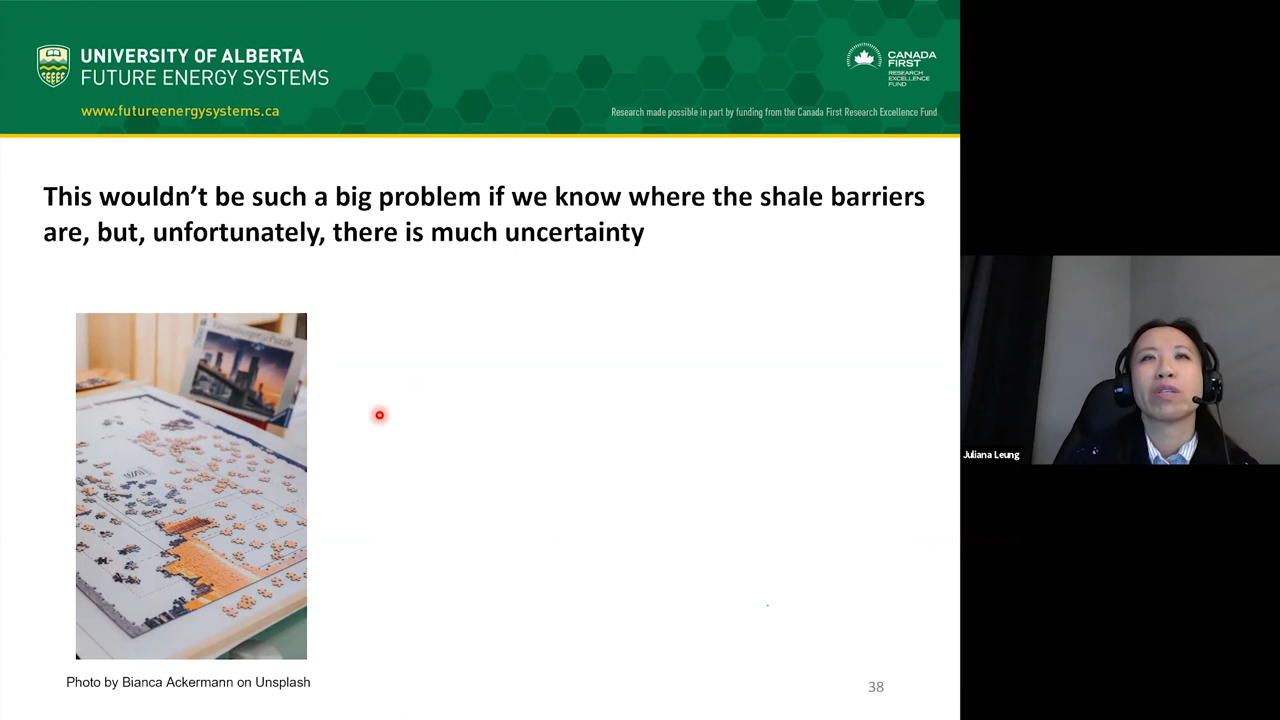 UNIVERSITY OF ALBERTA
FUTURE ENERGY SYSTEMS
www.futureenergysystems.ca
CANADA
FIRST
RESEARCH
EXCELLENCE
FUND
Research made possible in part by funding from the Canada First Research Excellence Fund
This wouldn’t be such a big problem if we know where the shale barriers
are, but, unfortunately, there is much uncertainty
Photo by Bianca Ackermann on Unsplash
38
Juliana Leung